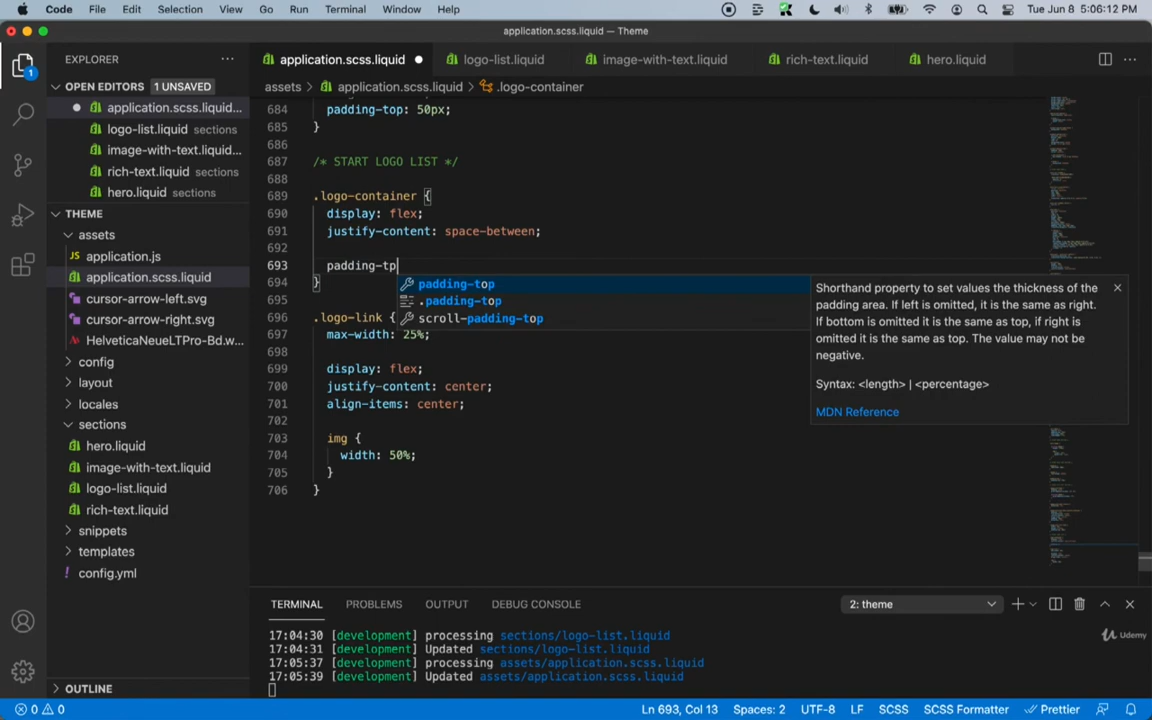 Code File Edit Selection View Go Run Terminal Window Help Tue Jun 8 5:06:12 PM
application.scss.liquid — Theme
EXPLORER
application.scss.liquid
logo-list.liquid
image-with-text.liquid
rich-text.liquid
hero.liquid
OPEN EDITORS 1 UNSAVED
assets > application.scss.liquid > .logo-container
application.scss.liquid...
logo-list.liquid sections
image-with-text.liquid...
rich-text.liquid sections
hero.liquid sections
THEME
assets
JS application.js
application.scss.liquid
cursor-arrow-left.svg
cursor-arrow-right.svg
HelveticaNeueLTPro-Bd.w...
config
layout
locales
sections
hero.liquid
image-with-text.liquid
logo-list.liquid
rich-text.liquid
snippets
templates
! config.yml
OUTLINE
684 padding-top: 50px;
685 }
686
687 /* START LOGO LIST */
688
689 .logo-container {
690 display: flex;
691 justify-content: space-between;
692
693 padding-tp
694 }
695
696 .logo-link {
697 max-width: 25%;
698
699 display: flex;
700 justify-content: center;
701 align-items: center;
702
703 img {
704 width: 50%;
705 }
706 }
padding-top
.padding-top
scroll-padding-top
Shorthand property to set values the thickness of the
padding area. If left is omitted, it is the same as right.
If bottom is omitted it is the same as top, if right is
omitted it is the same as top. The value may not be
negative.
Syntax: <length> | <percentage>
MDN Reference
TERMINAL PROBLEMS OUTPUT DEBUG CONSOLE 2: theme
17:04:30 [development] processing sections/logo-list.liquid
17:04:31 [development] Updated sections/logo-list.liquid
17:05:37 [development] processing assets/application.scss.liquid
17:05:39 [development] Updated assets/application.scss.liquid
Udemy
0 0 Ln 693, Col 13 Spaces: 2 UTF-8 LF SCSS SCSS Formatter Prettier